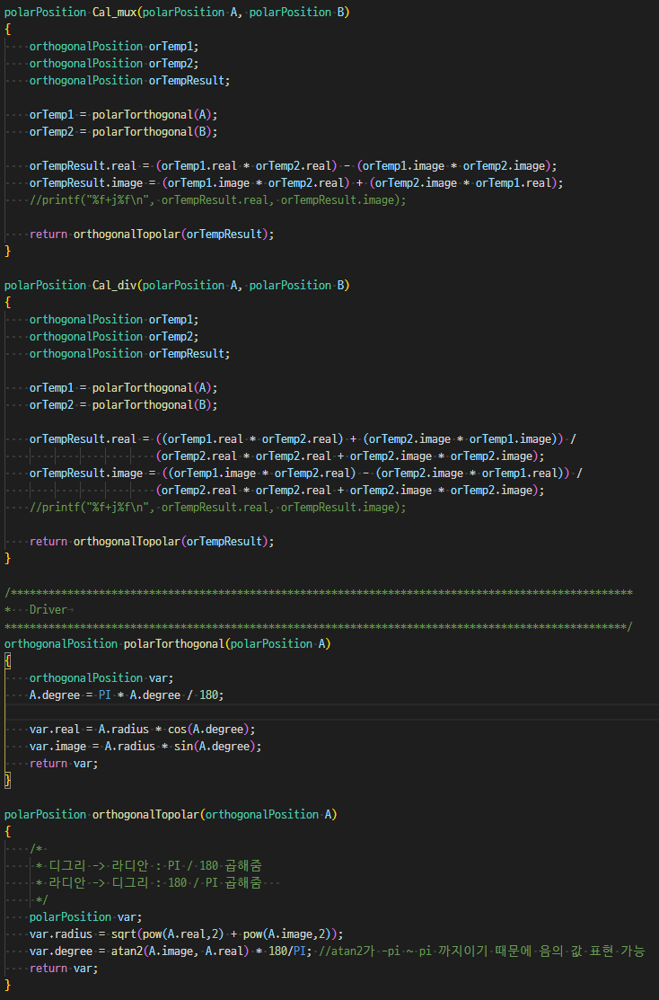 polarPosition Cal_mux(polarPosition A, polarPosition B)
{
    orthogonalPosition orTemp1;
    orthogonalPosition orTemp2;
    orthogonalPosition orTempResult;

    orTemp1 = polarTorthogonal(A);
    orTemp2 = polarTorthogonal(B);

    orTempResult.real = (orTemp1.real * orTemp2.real) - (orTemp1.image * orTemp2.image);
    orTempResult.image = (orTemp1.image * orTemp2.real) + (orTemp2.image * orTemp1.real);
    //printf("%f+j%f\n", orTempResult.real, orTempResult.image);

    return orthogonalTopolar(orTempResult);
}

polarPosition Cal_div(polarPosition A, polarPosition B)
{
    orthogonalPosition orTemp1;
    orthogonalPosition orTemp2;
    orthogonalPosition orTempResult;

    orTemp1 = polarTorthogonal(A);
    orTemp2 = polarTorthogonal(B);

    orTempResult.real = ((orTemp1.real * orTemp2.real) + (orTemp2.image * orTemp1.image)) /
                        (orTemp2.real * orTemp2.real + orTemp2.image * orTemp2.image);
    orTempResult.image = ((orTemp1.image * orTemp2.real) - (orTemp2.image * orTemp1.real)) /
                        (orTemp2.real * orTemp2.real + orTemp2.image * orTemp2.image);
    //printf("%f+j%f\n", orTempResult.real, orTempResult.image);

    return orthogonalTopolar(orTempResult);
}

/***************************************************************************************************
*   Driver
***************************************************************************************************/
orthogonalPosition polarTorthogonal(polarPosition A)
{
    orthogonalPosition var;
    A.degree = PI * A.degree / 180;

    var.real = A.radius * cos(A.degree);
    var.image = A.radius * sin(A.degree);
    return var;
}

polarPosition orthogonalTopolar(orthogonalPosition A)
{
    /*
     * 디그리 -> 라디안 : PI / 180 곱해줌
     * 라디안 -> 디그리 : 180 / PI 곱해줌
     */
    polarPosition var;
    var.radius = sqrt(pow(A.real,2) + pow(A.image,2));
    var.degree = atan2(A.image, A.real) * 180/PI; //atan2가 -pi ~ pi 까지이기 때문에 음의 값 표현 가능
    return var;
}